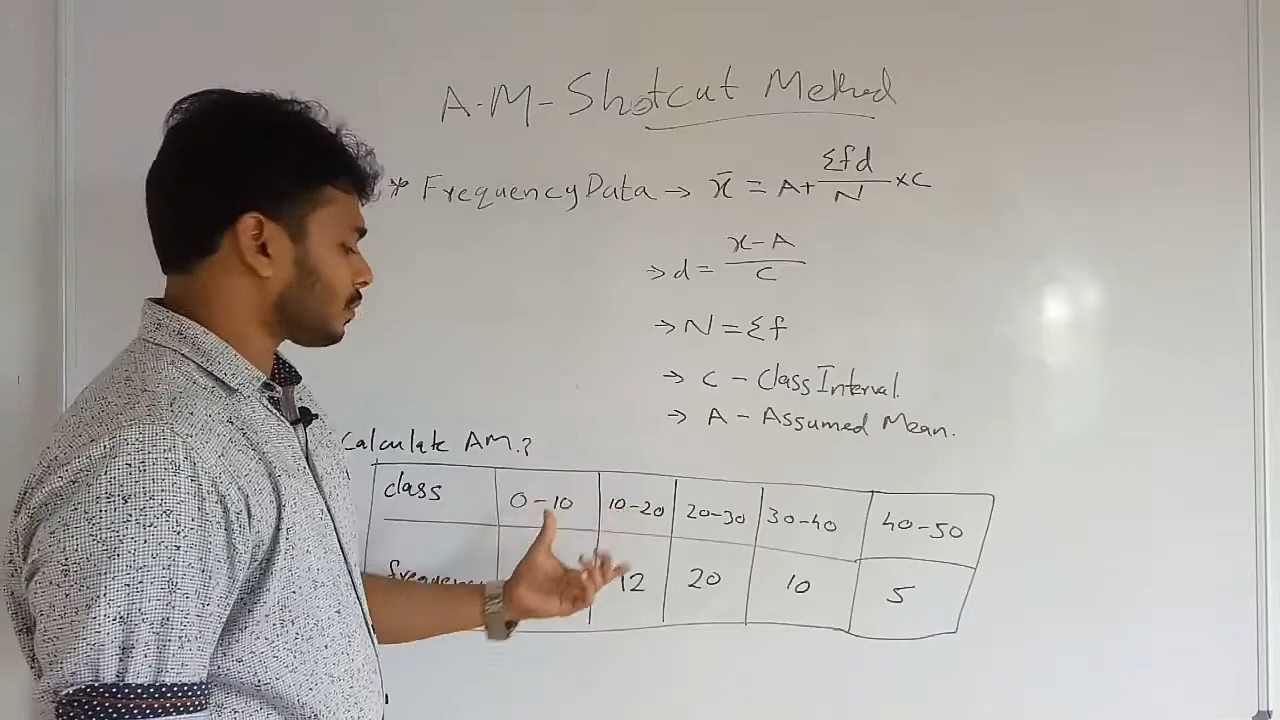 A.M - Shotcut Method
* Frequency Data → x̄ = A + Σfd/N × C
→ d = x-A/C
→ N = Σf
→ C - Class Interval.
→ A - Assumed Mean.
Calculate AM.?
class 0-10 10-20 20-30 30-40 40-50
12 20 10 5